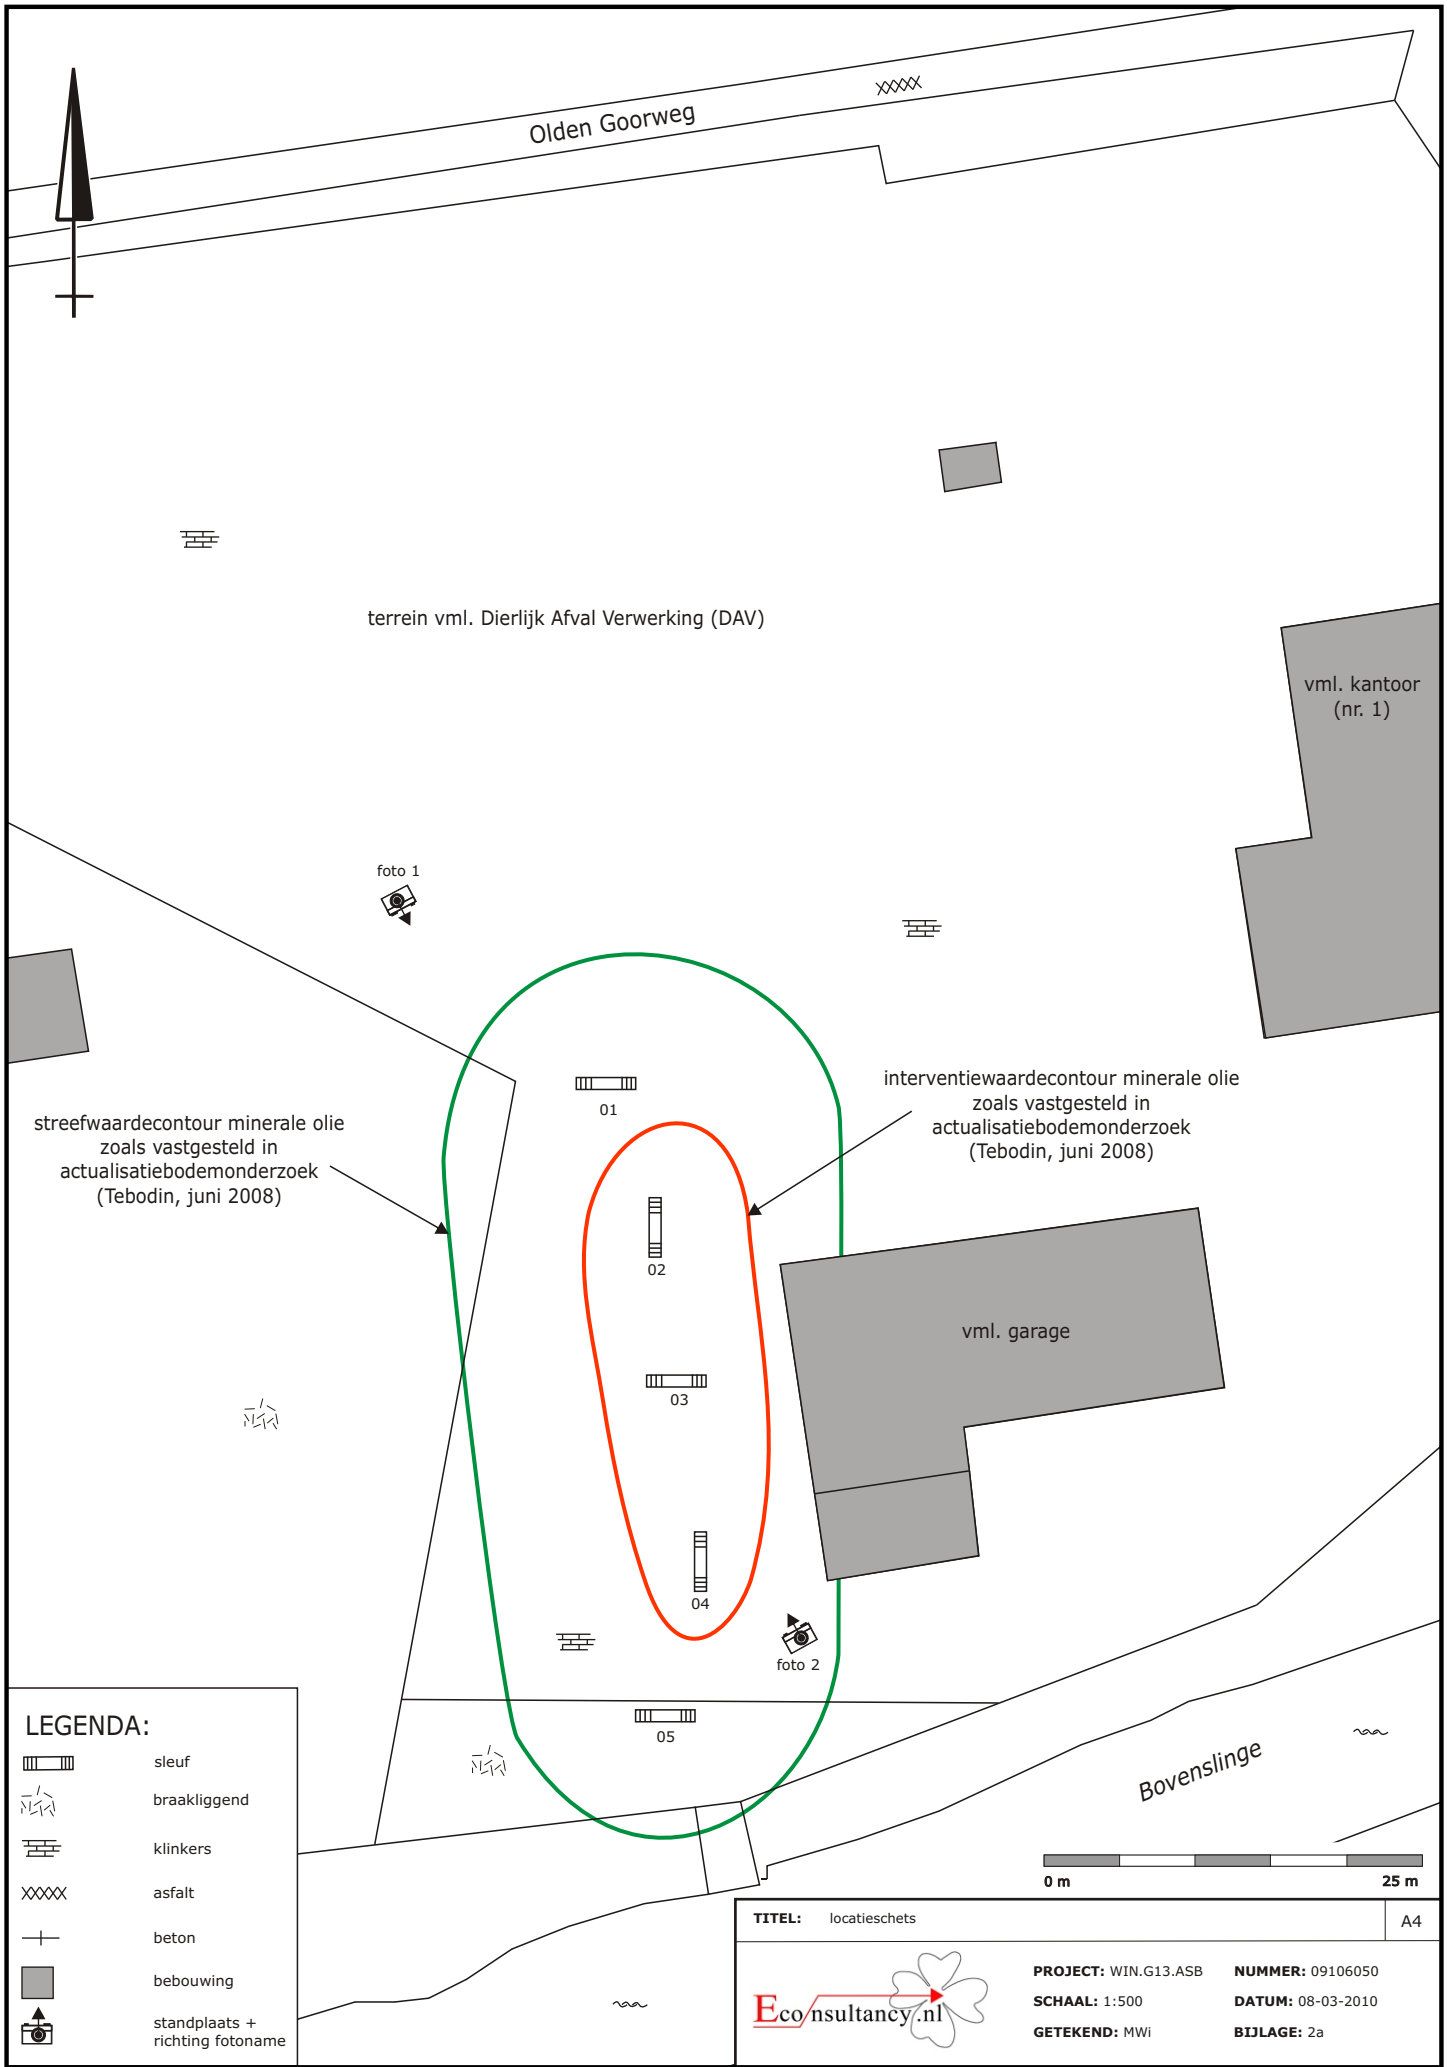 Olden Goorweg
terrein vml. Dierlijk Afval Verwerking (DAV)
vml. kantoor
(nr. 1)
foto 1
streefwaardecontour minerale olie
zoals vastgesteld in
actualisatiebodemonderzoek
(Tebodin, juni 2008)
interventiewaardecontour minerale olie
zoals vastgesteld in
actualisatiebodemonderzoek
(Tebodin, juni 2008)
01
02
03
04
05
vml. garage
foto 2
Bovenslinge
LEGENDA:
sleuf
braakliggend
klinkers
asfalt
beton
bebouwing
standplaats +
richting fotoname
0 m 25 m
TITEL: locatieschets A4
Econsultancy.nl
PROJECT: WIN.G13.ASB NUMMER: 09106050
SCHAAL: 1:500 DATUM: 08-03-2010
GETEKEND: MWi BIJLAGE: 2a